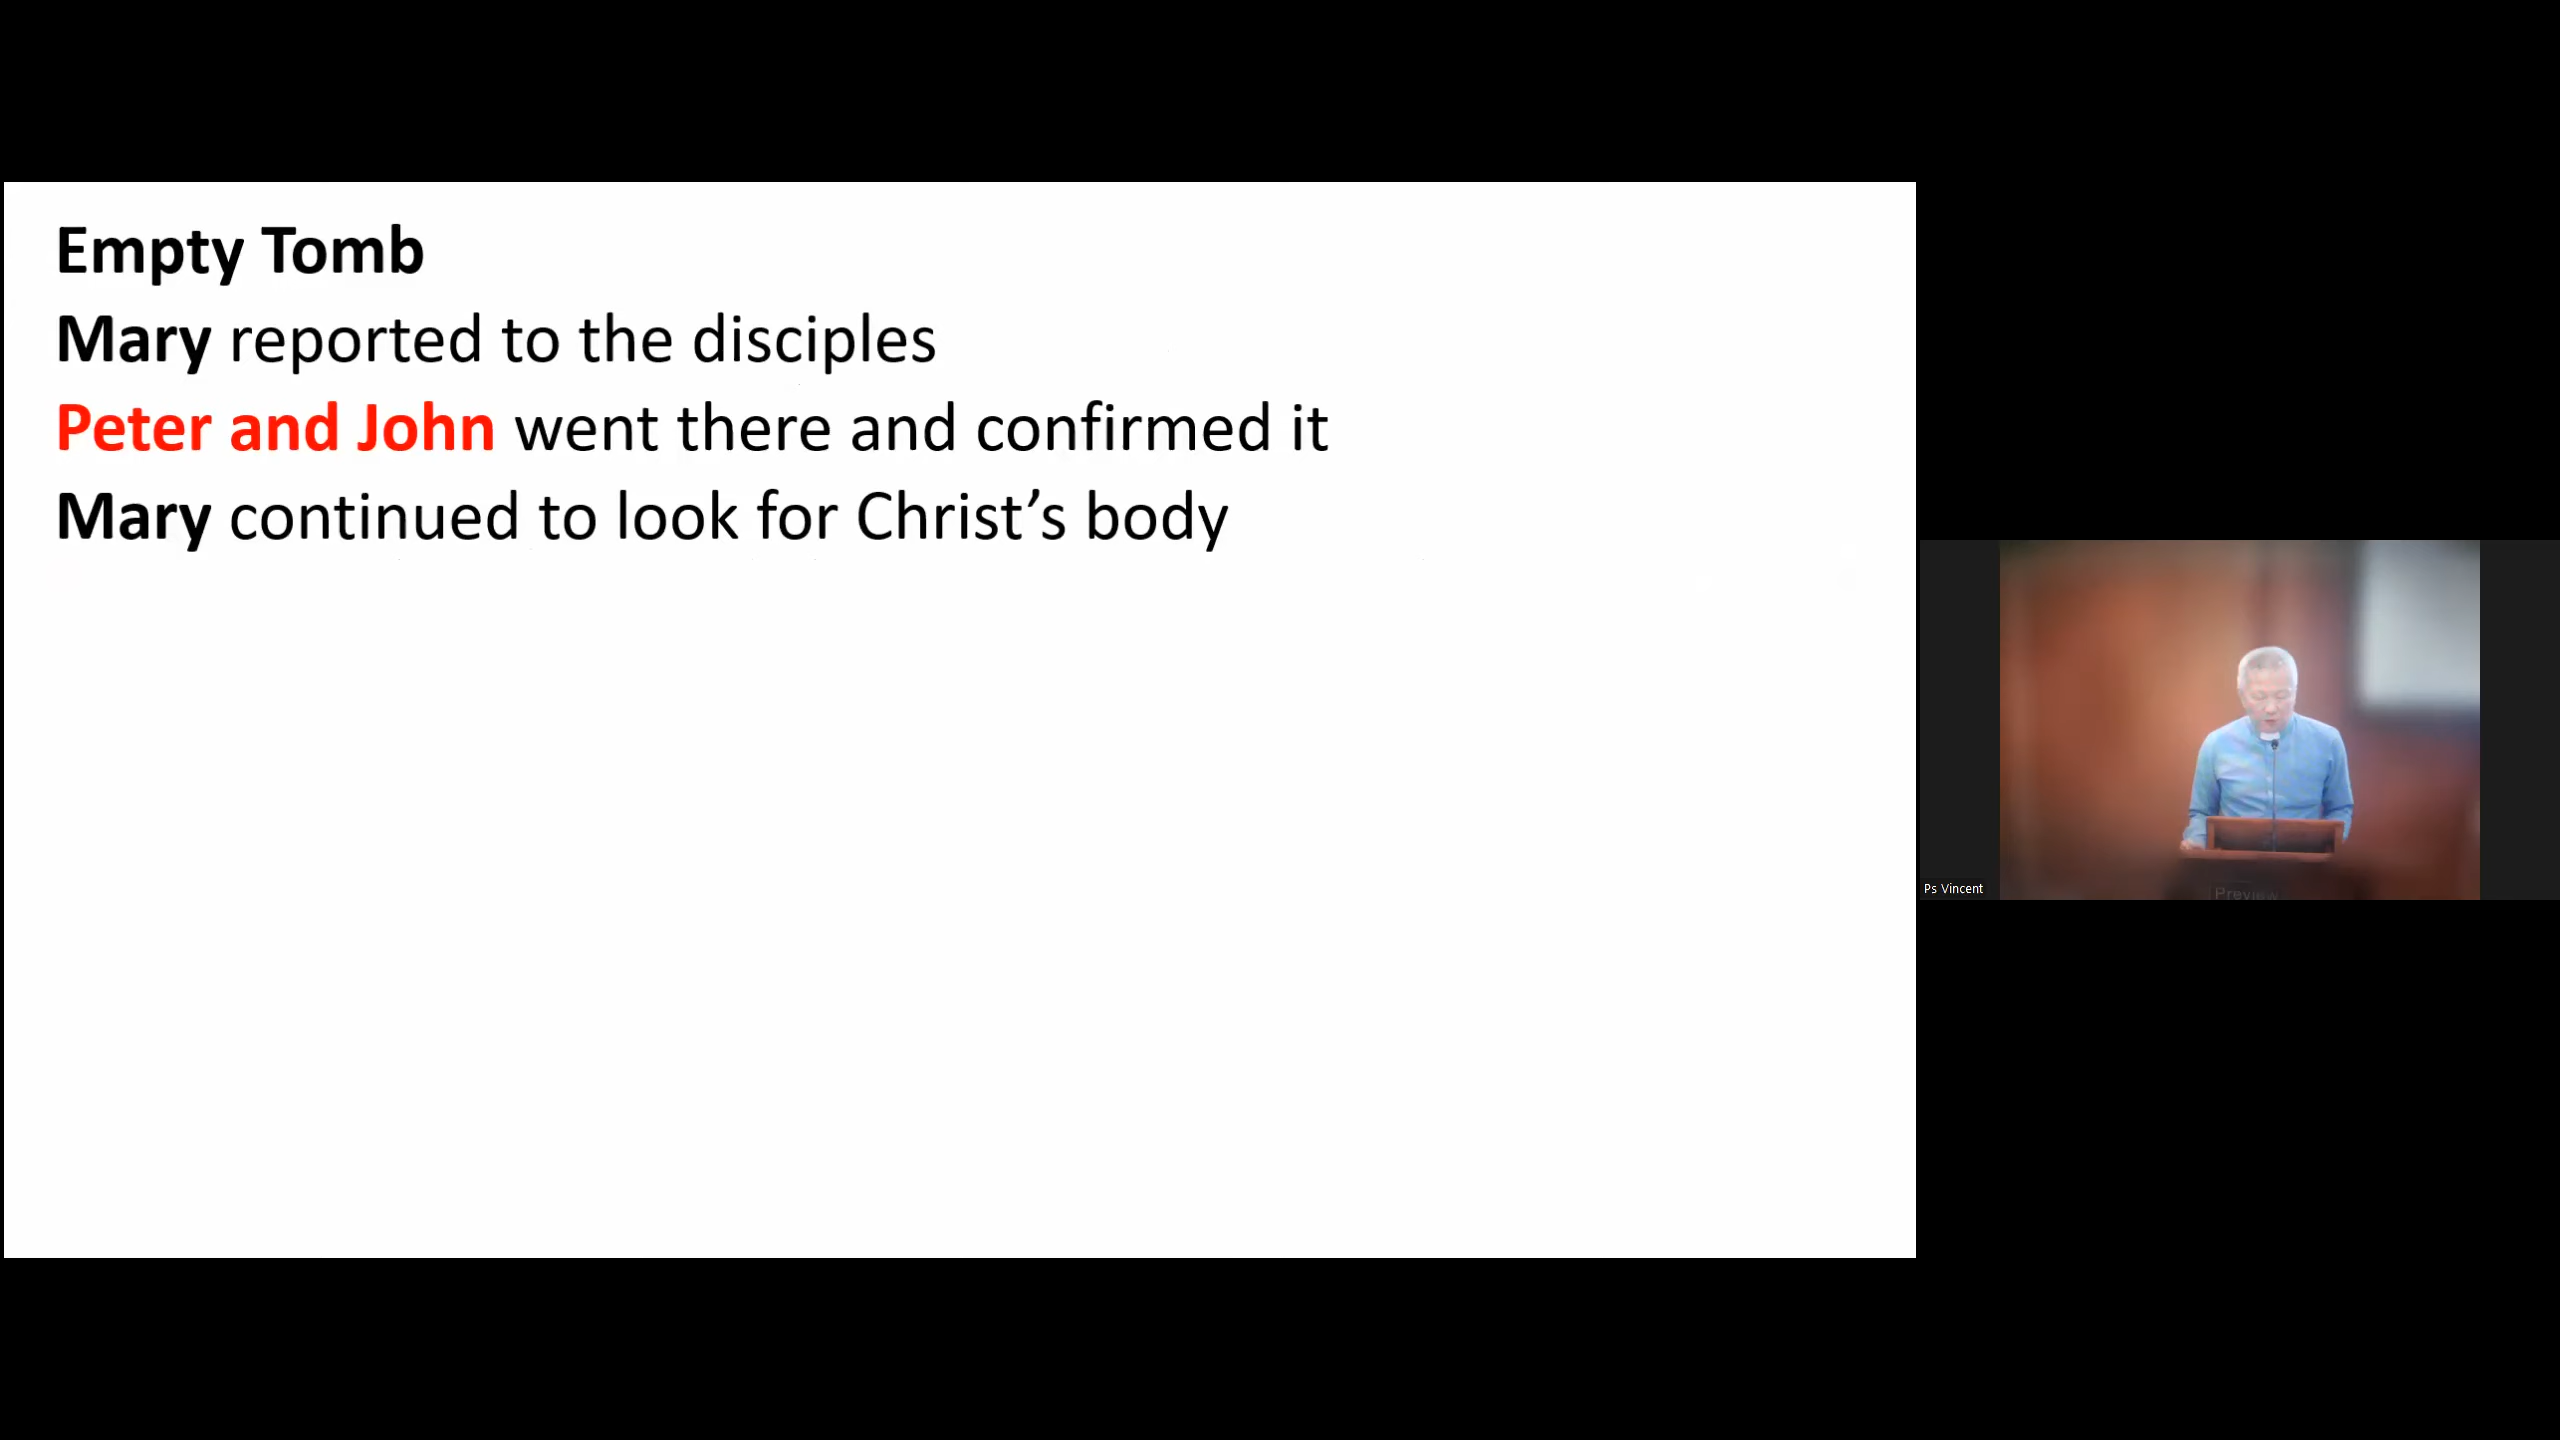 Empty Tomb
Mary reported to the disciples
Peter and John went there and confirmed it
Mary continued to look for Christ’s body
Ps Vincent
Preview